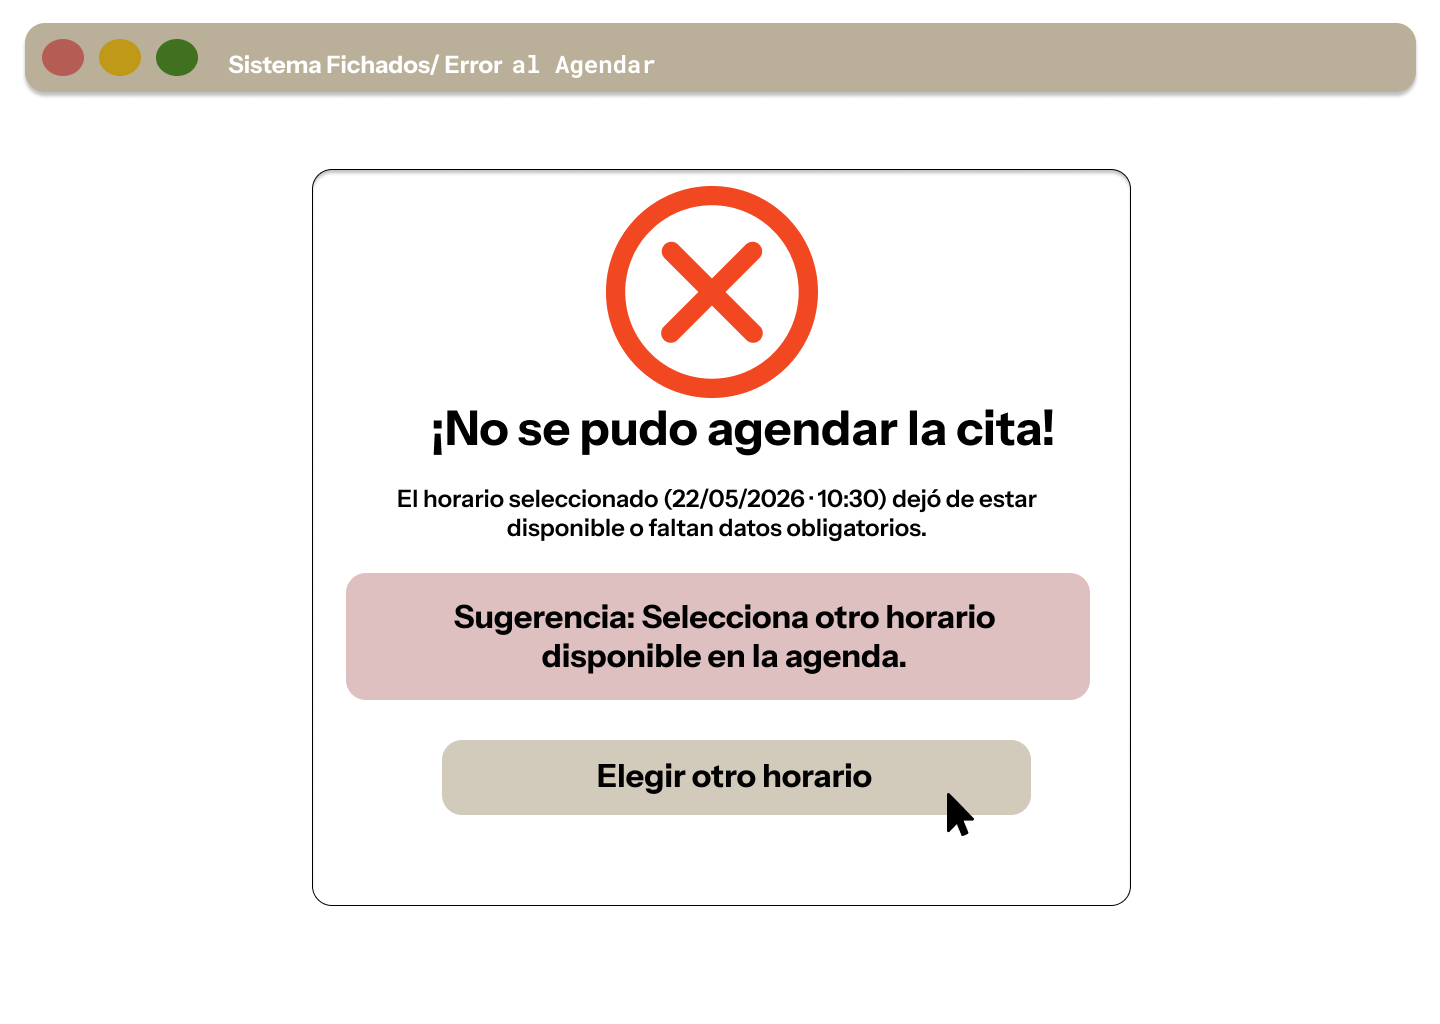 Sistema Fichados/ Error al Agendar
¡No se pudo agendar la cita!
El horario seleccionado (22/05/2026 · 10:30) dejó de estar
disponible o faltan datos obligatorios.
Sugerencia: Selecciona otro horario
disponible en la agenda.
Elegir otro horario